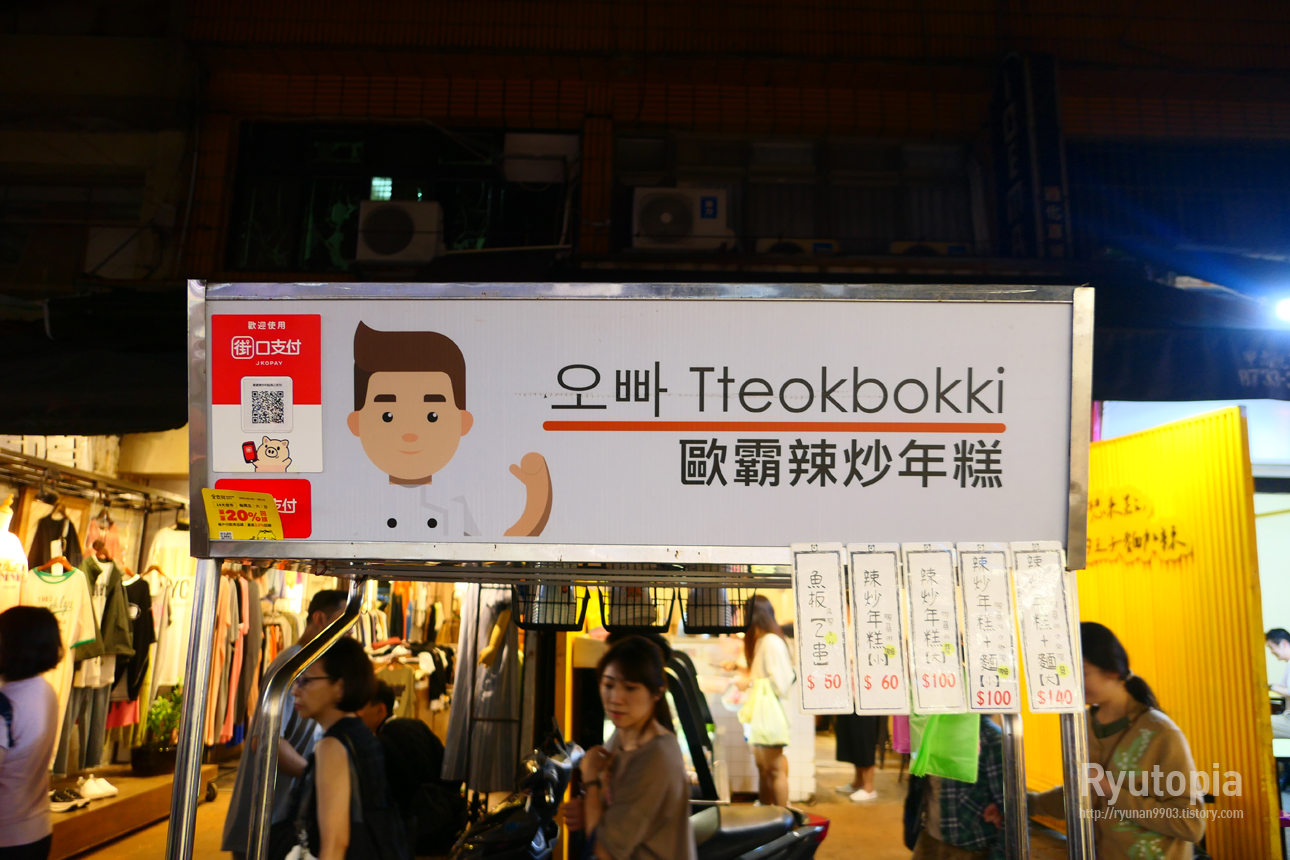 歡迎使用
街口支付
JKOPAY
오빠 Tteokbokki
歐霸辣炒年糕
支付
20%
魚板【2串】
$ 50
辣炒年糕【小】
$ 60
辣炒年糕【大】
$100
辣炒年糕+麵【小】
$100
辣炒年糕+麵【大】
$140
Ryutopia
http://ryunan9903.tistory.com